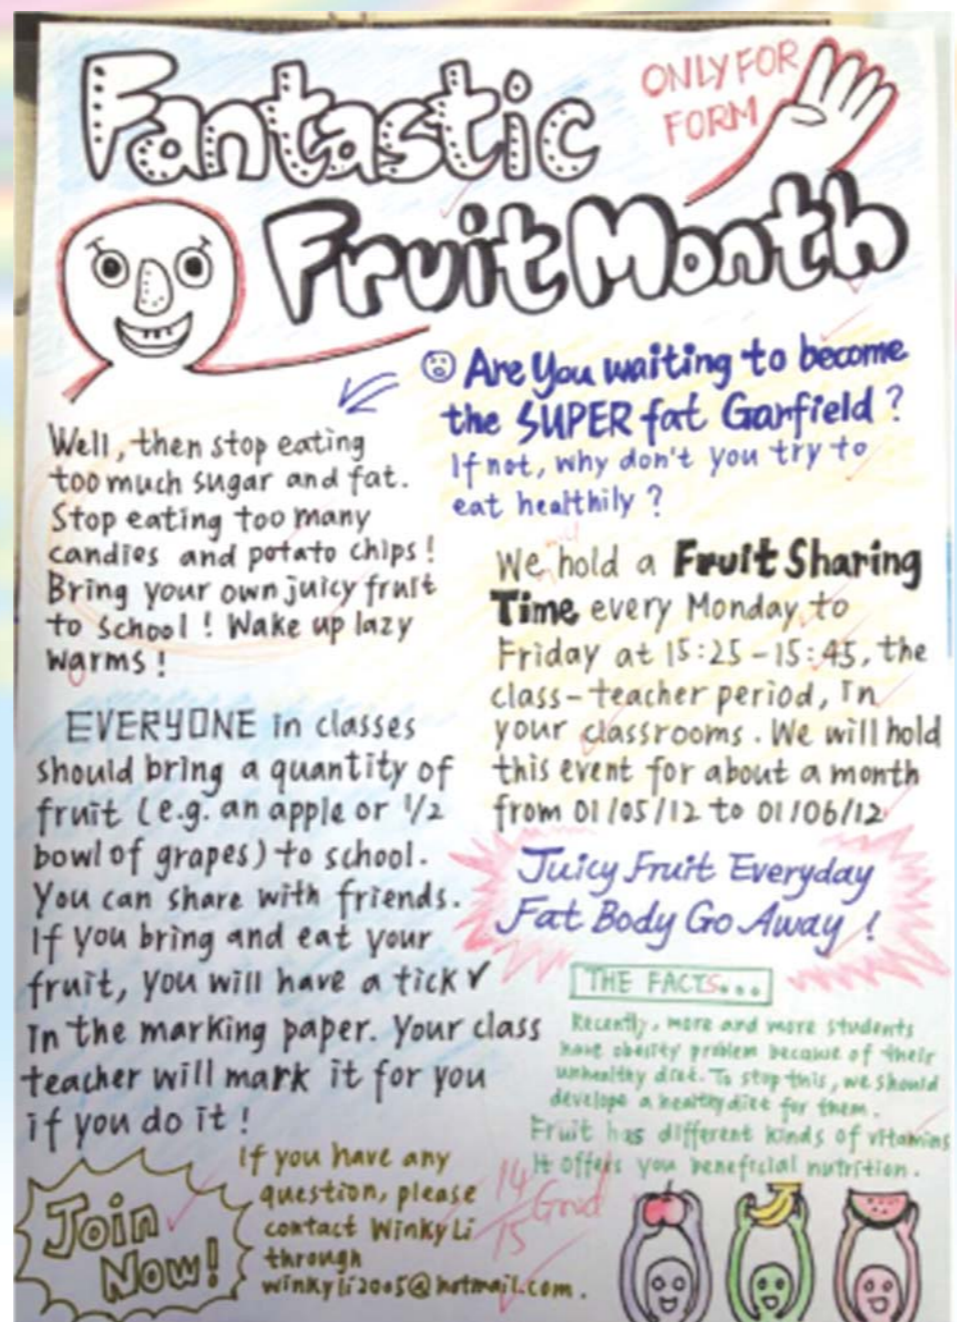 Fantastic
ONLY FOR
FORM
Fruit Month
Are You waiting to become
the SUPER fat Garfield ?
If not, why don't you try to
eat healthily ?
Well, then stop eating
too much sugar and fat.
Stop eating too many
candies and potato chips!
Bring your own juicy fruit
to school ! Wake up lazy
warms !
We hold a Fruit Sharing
Time every Monday to
Friday at 15:25-15:45, the
class-teacher period, In
your classrooms. We will hold
this event for about a month
from 01/05/12 to 01/06/12
EVERYONE in classes
should bring a quantity of
fruit (e.g. an apple or 1/2
bowl of grapes) to school.
You can share with friends.
If you bring and eat your
fruit, you will have a tick ✓
In the marking paper. Your class
teacher will mark it for you
if you do it !
Juicy Fruit Everyday
Fat Body Go Away !
THE FACTS...
Recently, more and more students
have obesity problem because of their
unhealthy diet. To stop this, we should
develope a healthy diet for them.
Fruit has different kinds of vitamins
It offers you beneficial nutrition.
Join
Now!
If you have any
question, please
contact Winky Li
through
winkyli2005@hotmail.com.
14/15
Good